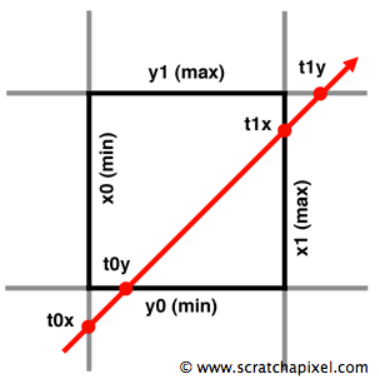 t1y
y1 (max)
t1x
x0 (min)
x1 (max)
t0y
y0 (min)
t0x
© www.scratchapixel.com